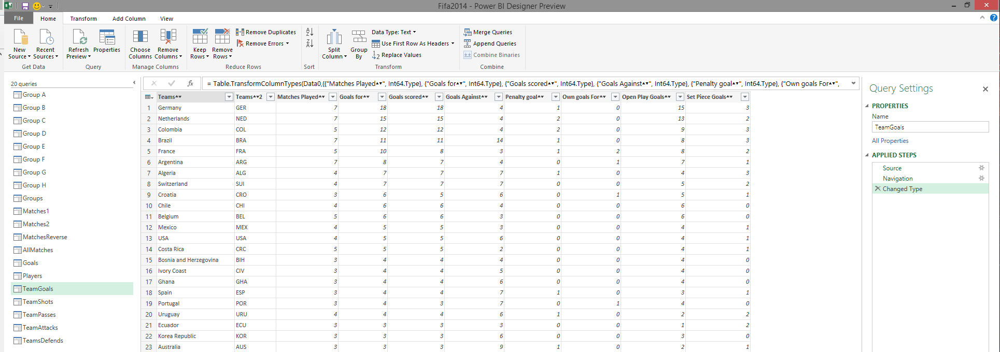 Fifa2014 - Power BI Designer Preview
File Home Transform Add Column View
New Source Recent Sources Refresh Preview Properties Choose Columns Remove Columns Keep Rows Remove Rows Remove Duplicates Remove Errors Split Column Group By Data Type: Text Use First Row As Headers Replace Values Merge Queries Append Queries Combine Binaries
Get Data Query Manage Columns Reduce Rows Sort Transform Combine
20 queries
Group A
Group B
Group C
Group D
Group E
Group F
Group G
Group H
Groups
Matches1
Matches2
MatchesReverse
AllMatches
Goals
Players
TeamGoals
TeamShots
TeamPasses
TeamAttacks
TeamsDefends
fx = Table.TransformColumnTypes(Data0,{{"Matches Played▲▼", Int64.Type}, {"Goals for▲▼", Int64.Type}, {"Goals scored▲▼", Int64.Type}, {"Goals Against▲▼", Int64.Type}, {"Penalty goal▲▼", Int64.Type}, {"Own goals For▲▼",
Teams▲▼ Teams▲▼2 Matches Played▲▼ Goals for▲▼ Goals scored▲▼ Goals Against▲▼ Penalty goal▲▼ Own goals For▲▼ Open Play Goals▲▼ Set Piece Goals▲▼
1 Germany GER 7 18 18 4 1 0 15 3
2 Netherlands NED 7 15 15 4 2 0 13 2
3 Colombia COL 5 12 12 4 2 0 9 3
4 Brazil BRA 7 11 11 14 1 0 8 3
5 France FRA 5 10 8 3 1 2 8 2
6 Argentina ARG 7 8 7 4 0 1 7 1
7 Algeria ALG 4 7 7 7 1 0 4 3
8 Switzerland SUI 4 7 7 7 0 0 5 2
9 Croatia CRO 3 6 5 6 0 1 5 1
10 Chile CHI 4 6 6 4 0 0 6 0
11 Belgium BEL 5 6 6 3 0 0 6 0
12 Mexico MEX 4 5 5 3 0 0 4 1
13 USA USA 4 5 5 6 0 0 4 1
14 Costa Rica CRC 5 5 5 2 0 0 4 1
15 Bosnia and Herzegovina BIH 3 4 4 4 0 0 4 0
16 Ivory Coast CIV 3 4 4 5 0 0 4 0
17 Ghana GHA 3 4 4 6 0 0 4 0
18 Spain ESP 3 4 4 7 1 0 3 1
19 Portugal POR 3 4 3 7 0 1 4 0
20 Uruguay URU 4 4 4 6 1 0 2 2
21 Ecuador ECU 3 3 3 3 0 0 1 2
22 Korea Republic KOR 3 3 3 6 0 0 3 0
23 Australia AUS 3 3 3 9 1 0 2 1
Query Settings
PROPERTIES
Name
TeamGoals
All Properties
APPLIED STEPS
Source
Navigation
Changed Type